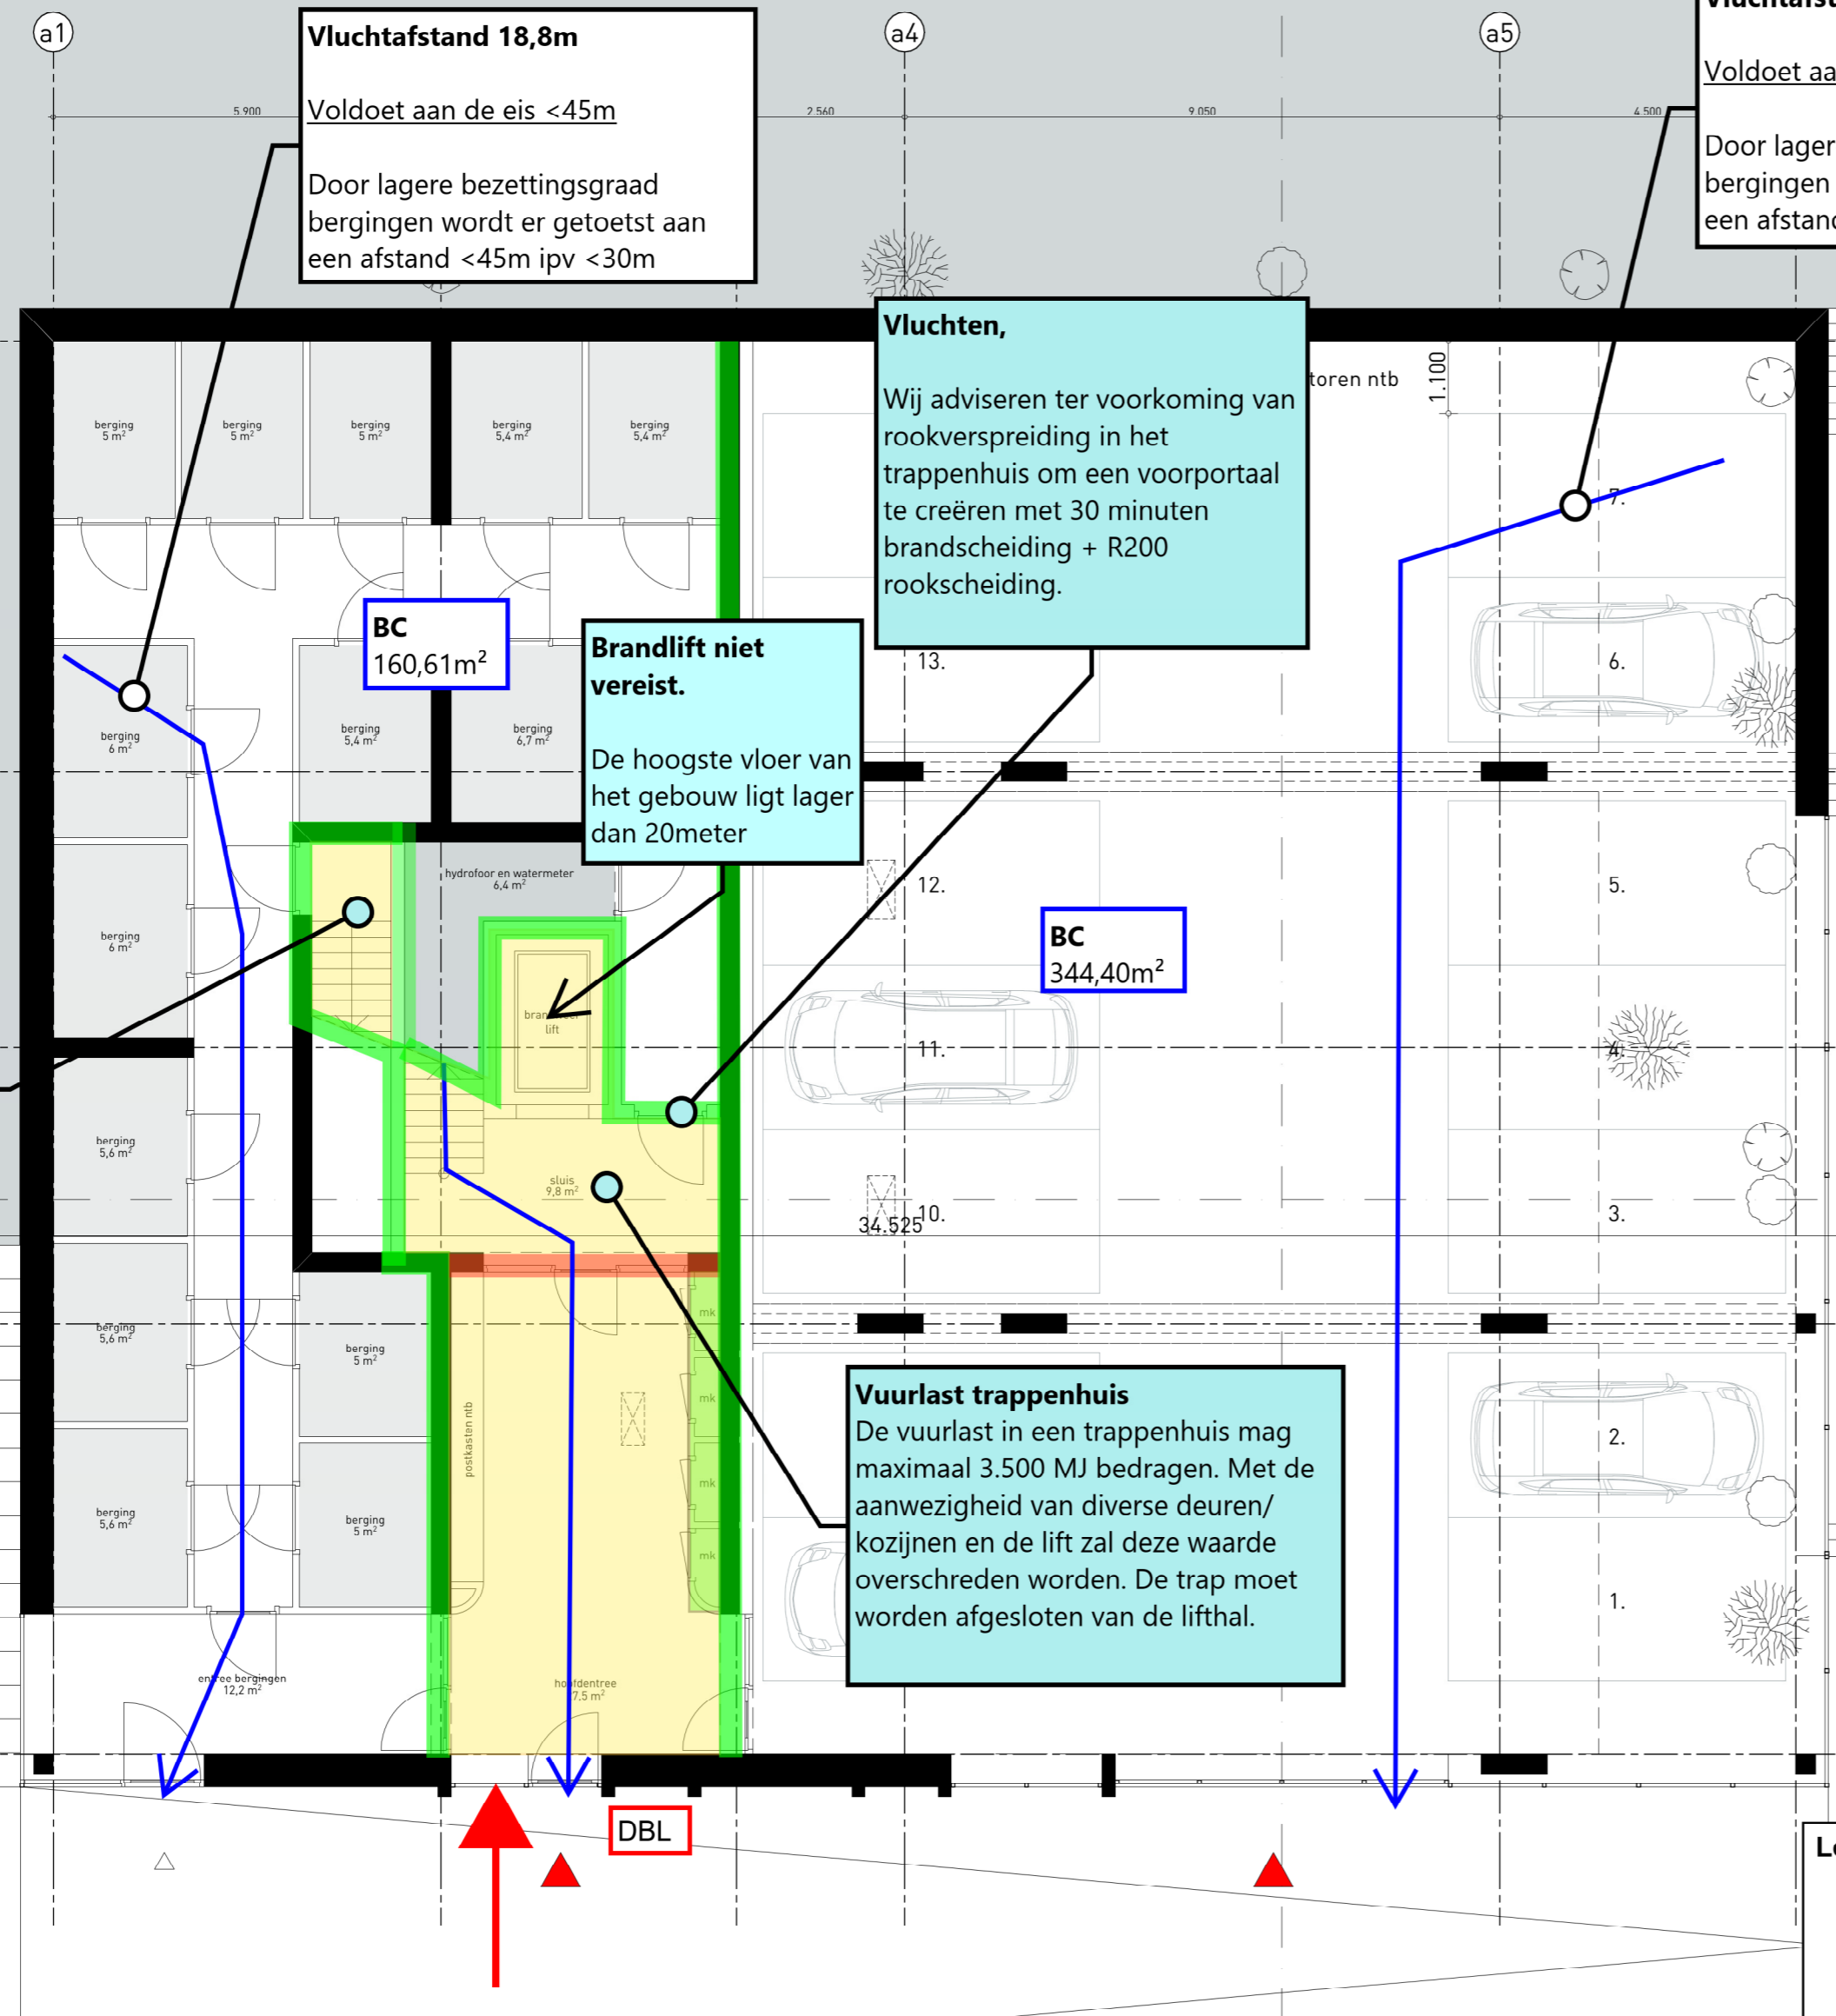 a1
a4
a5
5.900
2.560
9.050
4.500
Vluchtafstand 18,8m
Voldoet aan de eis <45m
Door lagere bezettingsgraad
bergingen wordt er getoetst aan
een afstand <45m ipv <30m
Voldoet
Door
bergingen
een
Vluchten,
Wij adviseren ter voorkoming van
rookverspreiding in het
trappenhuis om een voorportaal
te creëren met 30 minuten
brandscheiding + R200
rookscheiding.
ntb
1.100
berging
5 m²
berging
5 m²
berging
5 m²
berging
5,4 m²
berging
5,4 m²
7.
BC
160,61m²
Brandlift niet
vereist.
De hoogste vloer van
het gebouw ligt lager
dan 20meter
13.
6.
berging
6 m²
berging
5,4 m²
berging
6,7 m²
hydrofoor en watermeter
6,4 m²
12.
5.
berging
6 m²
BC
344,40m²
lift
11.
4.
berging
5,6 m²
sluis
9,8 m²
10.
34.525
3.
berging
5,6 m²
berging
5 m²
mk
mk
mk
mk
postkasten ntb
Vuurlast trappenhuis
De vuurlast in een trappenhuis mag
maximaal 3.500 MJ bedragen. Met de
aanwezigheid van diverse deuren/
kozijnen en de lift zal deze waarde
overschreden worden. De trap moet
worden afgesloten van de lifthal.
2.
berging
5,6 m²
berging
5 m²
1.
entree bergingen
12,2 m²
hoofdentree
7,5 m²
DBL